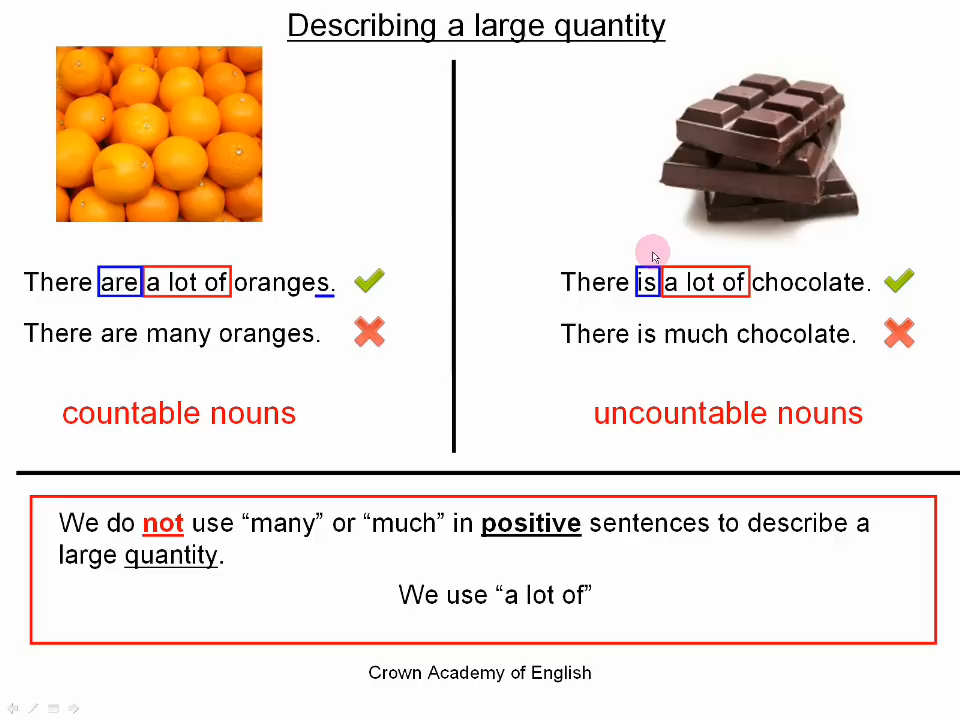 Describing a large quantity
There are a lot of oranges.
There are many oranges.
countable nouns
There is a lot of chocolate.
There is much chocolate.
uncountable nouns
We do not use “many” or “much” in positive sentences to describe a
large quantity.
We use “a lot of”
Crown Academy of English